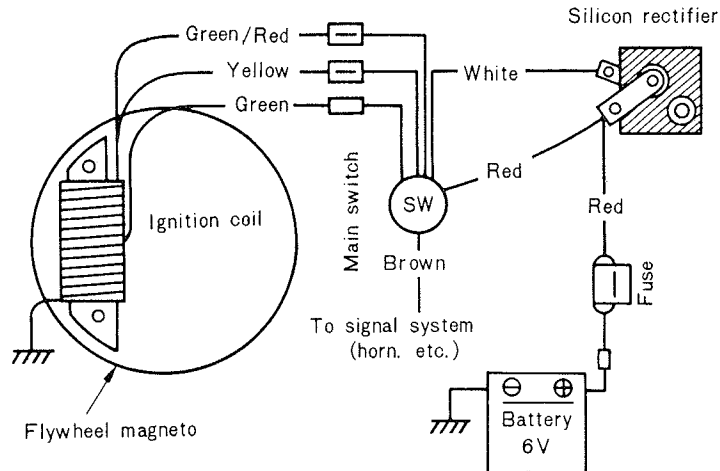 Silicon rectifier
Green/Red
Yellow
White
Green
Red
Ignition coil
Main switch
SW
Red
Brown
Fuse
To signal system
(horn. etc.)
Flywheel magneto
⊖ ⊕
Battery
6V